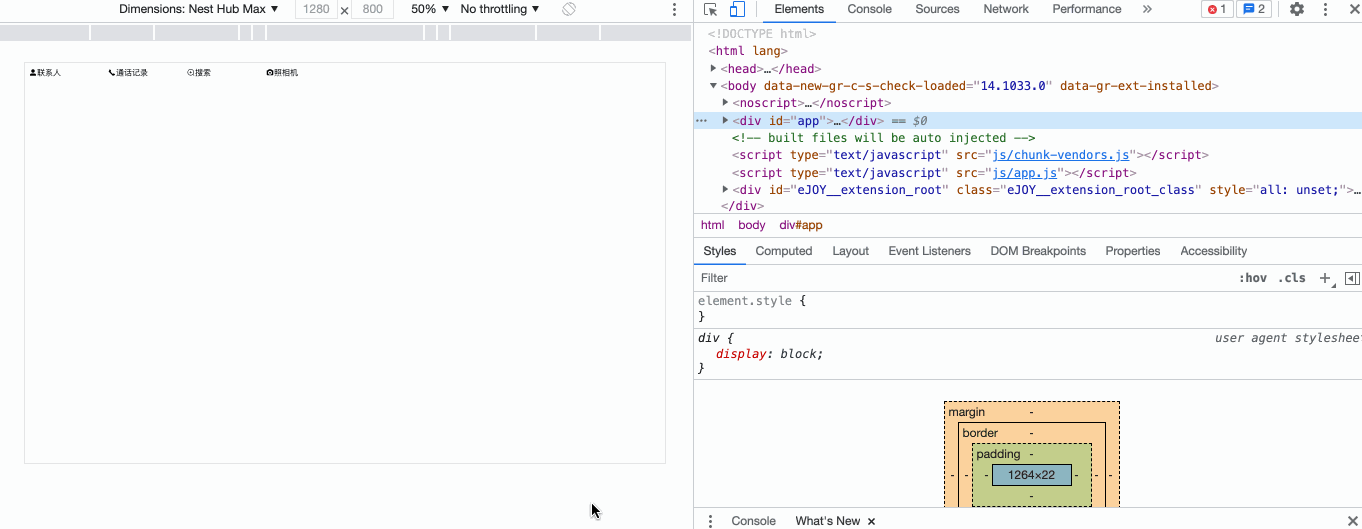 Dimensions: Nest Hub Max ▼ 1280 × 800 50% ▼ No throttling ▼
Elements Console Sources Network Performance » 1 2
联系人 通话记录 搜索 照相机
<!DOCTYPE html>
<html lang>
<head>…</head>
<body data-new-gr-c-s-check-loaded="14.1033.0" data-gr-ext-installed>
<noscript>…</noscript>
<div id="app">…</div> == $0
<!-- built files will be auto injected -->
<script type="text/javascript" src="js/chunk-vendors.js"></script>
<script type="text/javascript" src="js/app.js"></script>
<div id="eJOY__extension_root" class="eJOY__extension_root_class" style="all: unset;">…
</div>
html body div#app
Styles Computed Layout Event Listeners DOM Breakpoints Properties Accessibility
Filter :hov .cls +
element.style {
}
div { user agent stylesheet
display: block;
}
margin -
border -
padding -
- - - 1264×22 - - -
-
Console What's New ×